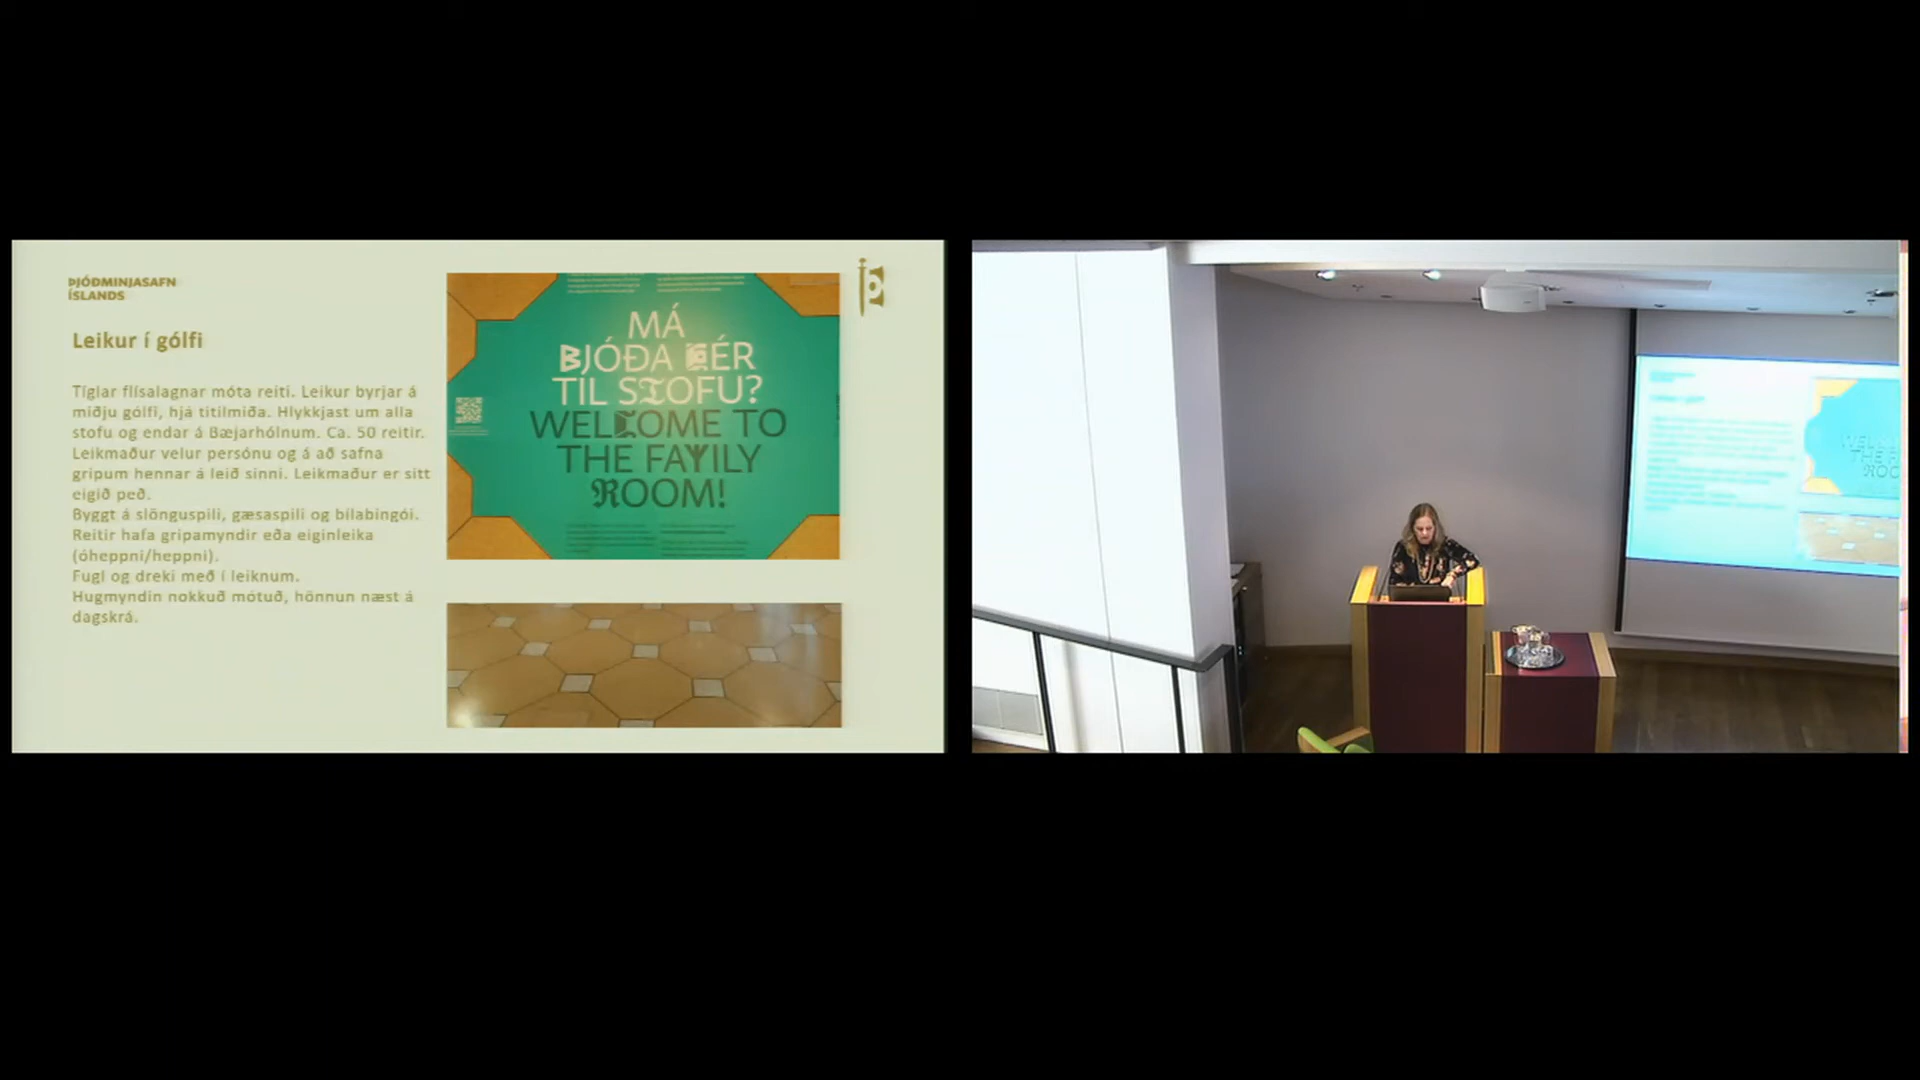 ÞJÓÐMINJASAFN
ÍSLANDS
Leikur í gólfi
Tíglar flísalagnar móta reiti. Leikur byrjar á
miðju gólfi, hjá titilmiða. Hlykkjast um alla
stofu og endar á Bæjarhólnum. Ca. 50 reitir.
Leikmaður velur persónu og á að safna
gripum hennar á leið sinni. Leikmaður er sitt
eigið peð.
Byggt á slönguspili, gæsaspili og bílabingói.
Reitir hafa gripamyndir eða eiginleika
(óheppni/heppni).
Fugl og dreki með í leiknum.
Hugmyndin nokkuð mótuð, hönnun næst á
dagskrá.
MÁ
BJÓÐA ÞÉR
TIL STOFU?
WELCOME TO
THE FAMILY
ROOM!